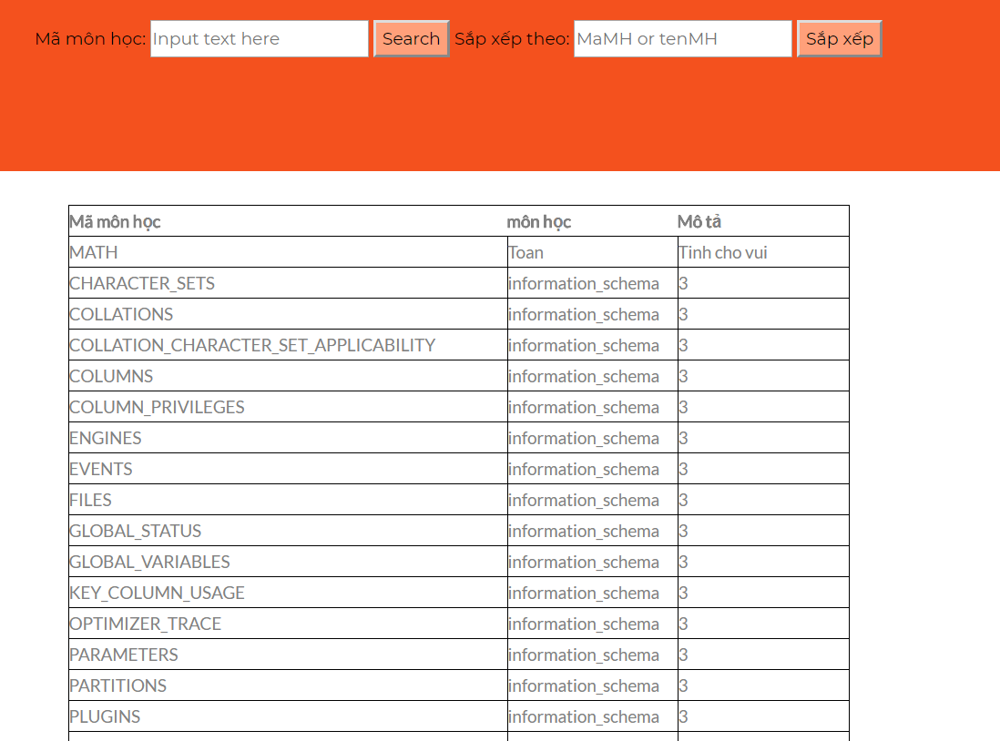 Mã môn học: Input text here Search Sắp xếp theo: MaMH or tenMH Sắp xếp
Mã môn học môn học Mô tả
MATH Toan Tinh cho vui
CHARACTER_SETS information_schema 3
COLLATIONS information_schema 3
COLLATION_CHARACTER_SET_APPLICABILITY information_schema 3
COLUMNS information_schema 3
COLUMN_PRIVILEGES information_schema 3
ENGINES information_schema 3
EVENTS information_schema 3
FILES information_schema 3
GLOBAL_STATUS information_schema 3
GLOBAL_VARIABLES information_schema 3
KEY_COLUMN_USAGE information_schema 3
OPTIMIZER_TRACE information_schema 3
PARAMETERS information_schema 3
PARTITIONS information_schema 3
PLUGINS information_schema 3